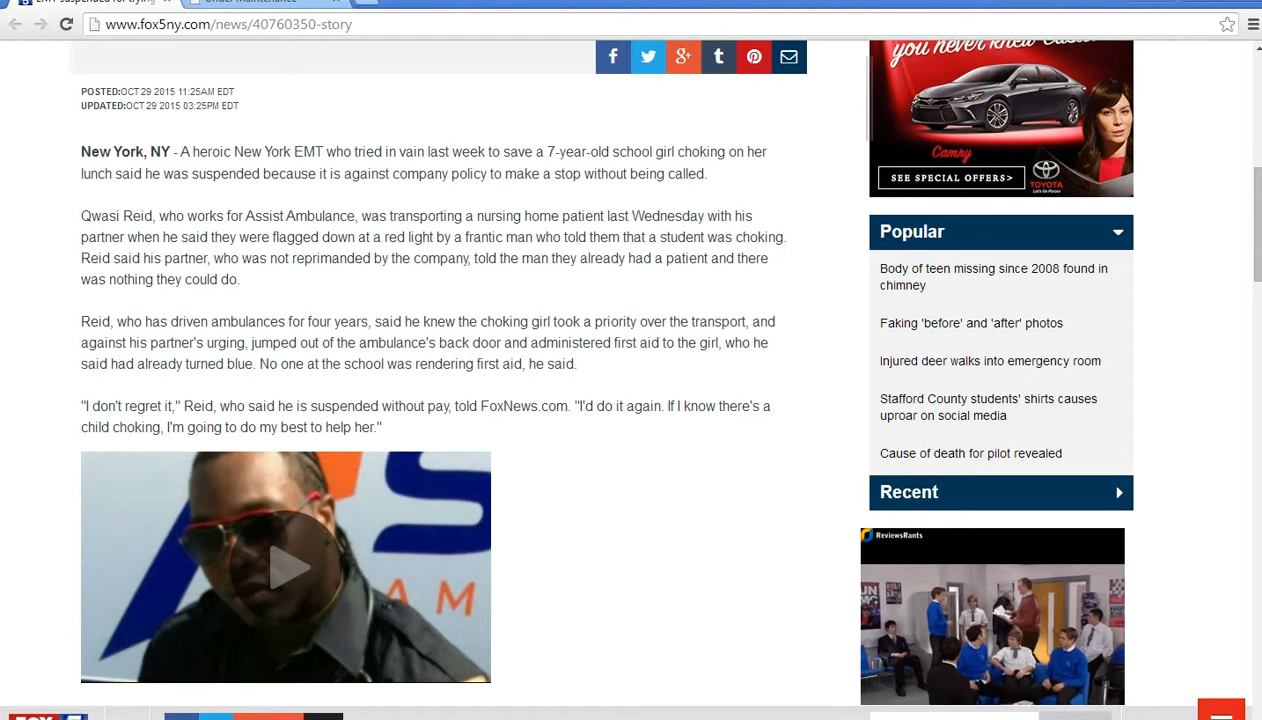 EMT suspended for trying
Under Maintenance
www.fox5ny.com/news/40760350-story
POSTED:OCT 29 2015 11:25AM EDT
UPDATED:OCT 29 2015 03:25PM EDT
New York, NY - A heroic New York EMT who tried in vain last week to save a 7-year-old school girl choking on her
lunch said he was suspended because it is against company policy to make a stop without being called.
Qwasi Reid, who works for Assist Ambulance, was transporting a nursing home patient last Wednesday with his
partner when he said they were flagged down at a red light by a frantic man who told them that a student was choking.
Reid said his partner, who was not reprimanded by the company, told the man they already had a patient and there
was nothing they could do.
Reid, who has driven ambulances for four years, said he knew the choking girl took a priority over the transport, and
against his partner's urging, jumped out of the ambulance's back door and administered first aid to the girl, who he
said had already turned blue. No one at the school was rendering first aid, he said.
"I don't regret it," Reid, who said he is suspended without pay, told FoxNews.com. "I'd do it again. If I know there's a
child choking, I'm going to do my best to help her."
you never knew
Camry
SEE SPECIAL OFFERS>
TOYOTA
Let's Go Places
Popular
Body of teen missing since 2008 found in
chimney
Faking 'before' and 'after' photos
Injured deer walks into emergency room
Stafford County students' shirts causes
uproar on social media
Cause of death for pilot revealed
Recent
ReviewsRants